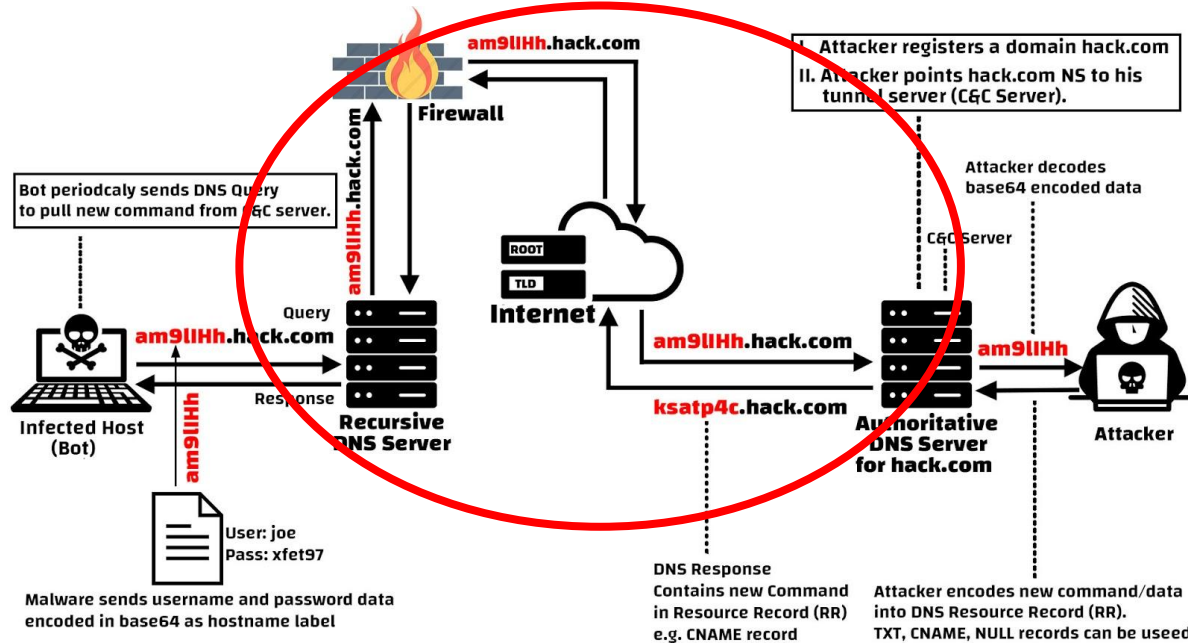 am9lIHh.hack.com
I. Attacker registers a domain hack.com
II. Attacker points hack.com NS to his
tunnel server (C&C Server).
Firewall
am9lIHh.hack.com
am9lIHh.hack.com
Bot periodcaly sends DNS Query
to pull new command from C&C server.
Attacker decodes
base64 encoded data
C&C Server
ROOT
TLD
Internet
Query
am9lIHh.hack.com
Response
Recursive
DNS Server
Infected Host
(Bot)
am9lIHh
am9lIHh.hack.com
ksatp4c.hack.com
am9lIHh
Authoritative
DNS Server
for hack.com
Attacker
User: joe
Pass: xfet97
Malware sends username and password data
encoded in base64 as hostname label
DNS Response
Contains new Command
in Resource Record (RR)
e.g. CNAME record
Attacker encodes new command/data
into DNS Resource Record (RR).
TXT, CNAME, NULL records can be useed